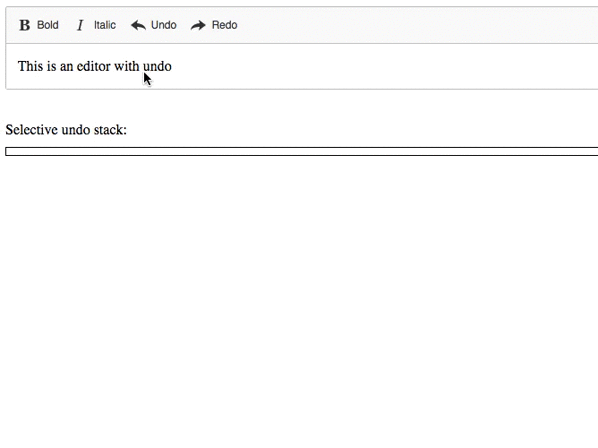 B Bold I Italic Undo Redo
This is an editor with undo
Selective undo stack: